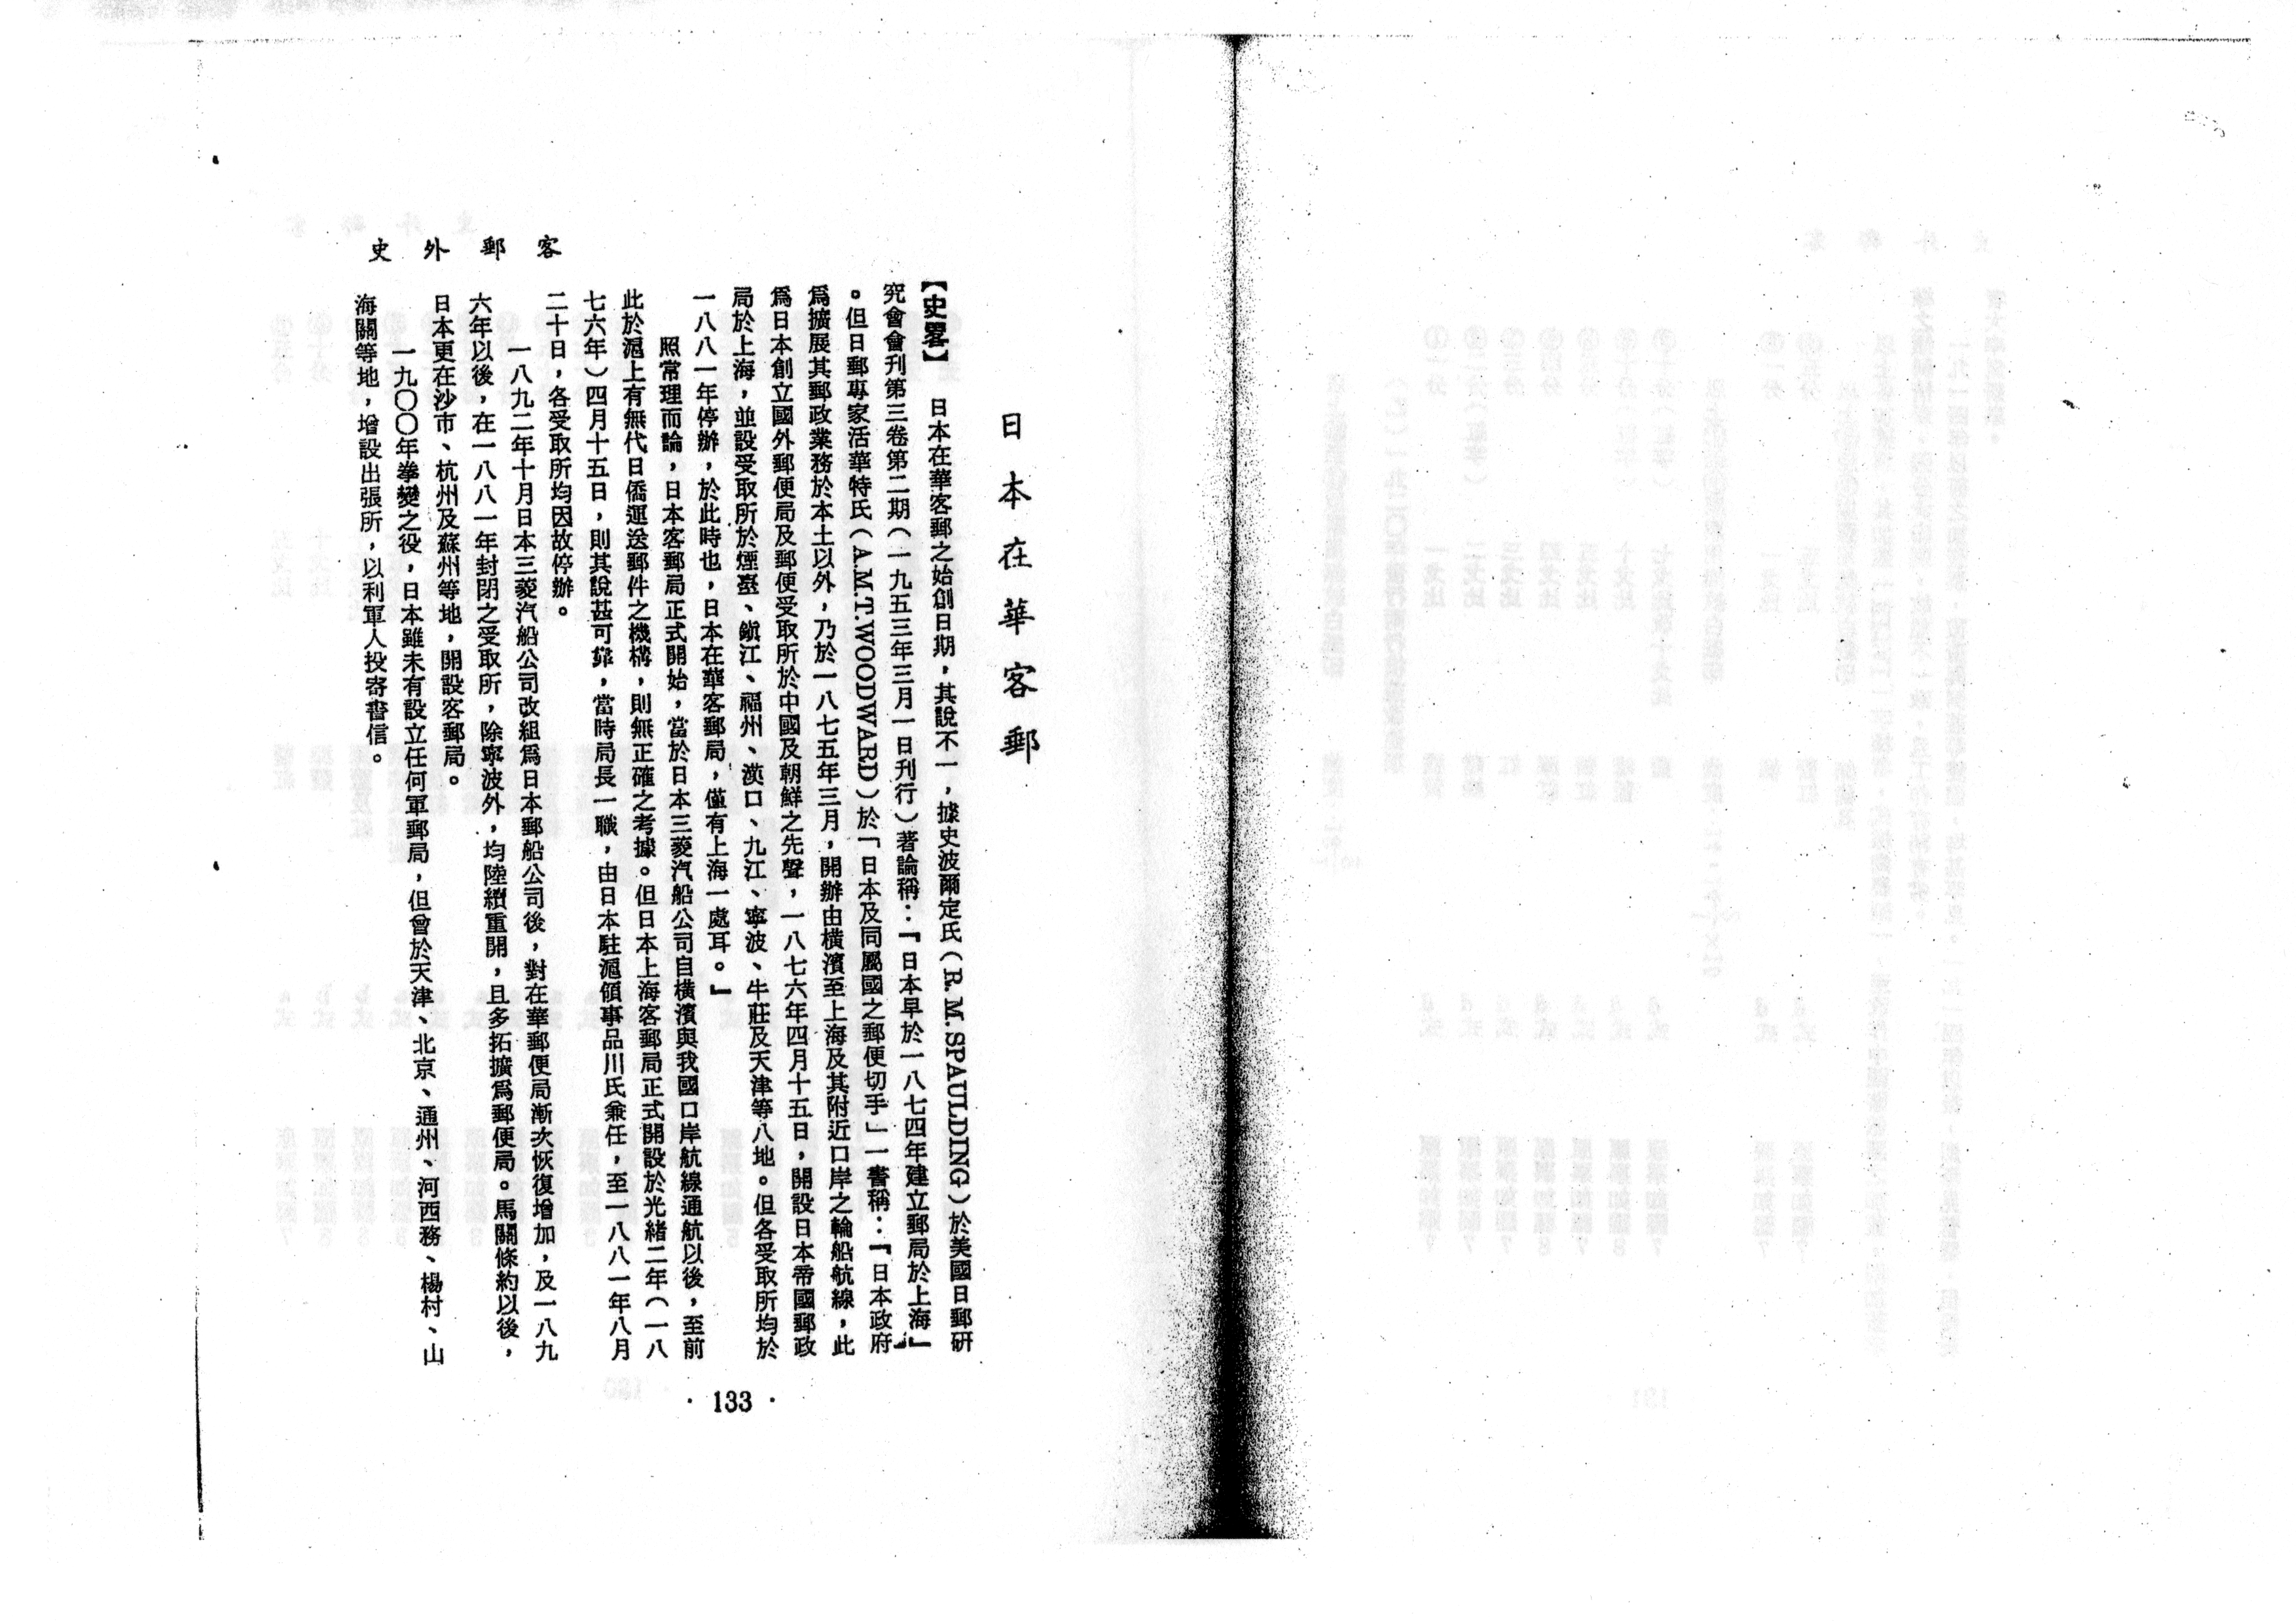 客郵外史
日本在華客郵
【史畧】　日本在華客郵之始創日期，其說不一，據史波爾定氏（R. M. SPAULDING）於美國日郵研
究會會刊第三卷第二期（一九五三年三月一日刊行）著論稱：『日本早於一八七四年建立郵局於上海』
。但日郵專家活華特氏（A.M.T.WOODWARD）於「日本及同屬國之郵便切手」一書稱：『日本政府
爲擴展其郵政業務於本土以外，乃於一八七五年三月，開辦由橫濱至上海及其附近口岸之輪船航線，此
爲日本創立國外郵便局及郵便受取所於中國及朝鮮之先聲，一八七六年四月十五日，開設日本帝國郵政
局於上海，並設受取所於煙臺、鎭江、福州、漢口、九江、寧波、牛莊及天津等八地。但各受取所均於
一八八一年停辦，於此時也，日本在華客郵局，僅有上海一處耳。』
照常理而論，日本客郵局正式開始，當於日本三菱汽船公司自橫濱與我國口岸航線通航以後，至前
此於滬上有無代日僑運送郵件之機構，則無正確之考據。但日本上海客郵局正式開設於光緒二年（一八
七六年）四月十五日，則其說甚可靠，當時局長一職，由日本駐滬領事品川氏兼任，至一八八一年八月
二十日，各受取所均因故停辦。
一八九二年十月日本三菱汽船公司改組爲日本郵船公司後，對在華郵便局漸次恢復增加，及一八九
六年以後，在一八八一年封閉之受取所，除寧波外，均陸續重開，且多拓擴爲郵便局。馬關條約以後，
日本更在沙市、杭州及蘇州等地，開設客郵局。
一九〇〇年拳變之役，日本雖未有設立任何軍郵局，但曾於天津、北京、通州、河西務、楊村、山
海關等地，增設出張所，以利軍人投寄書信。
· 133 ·